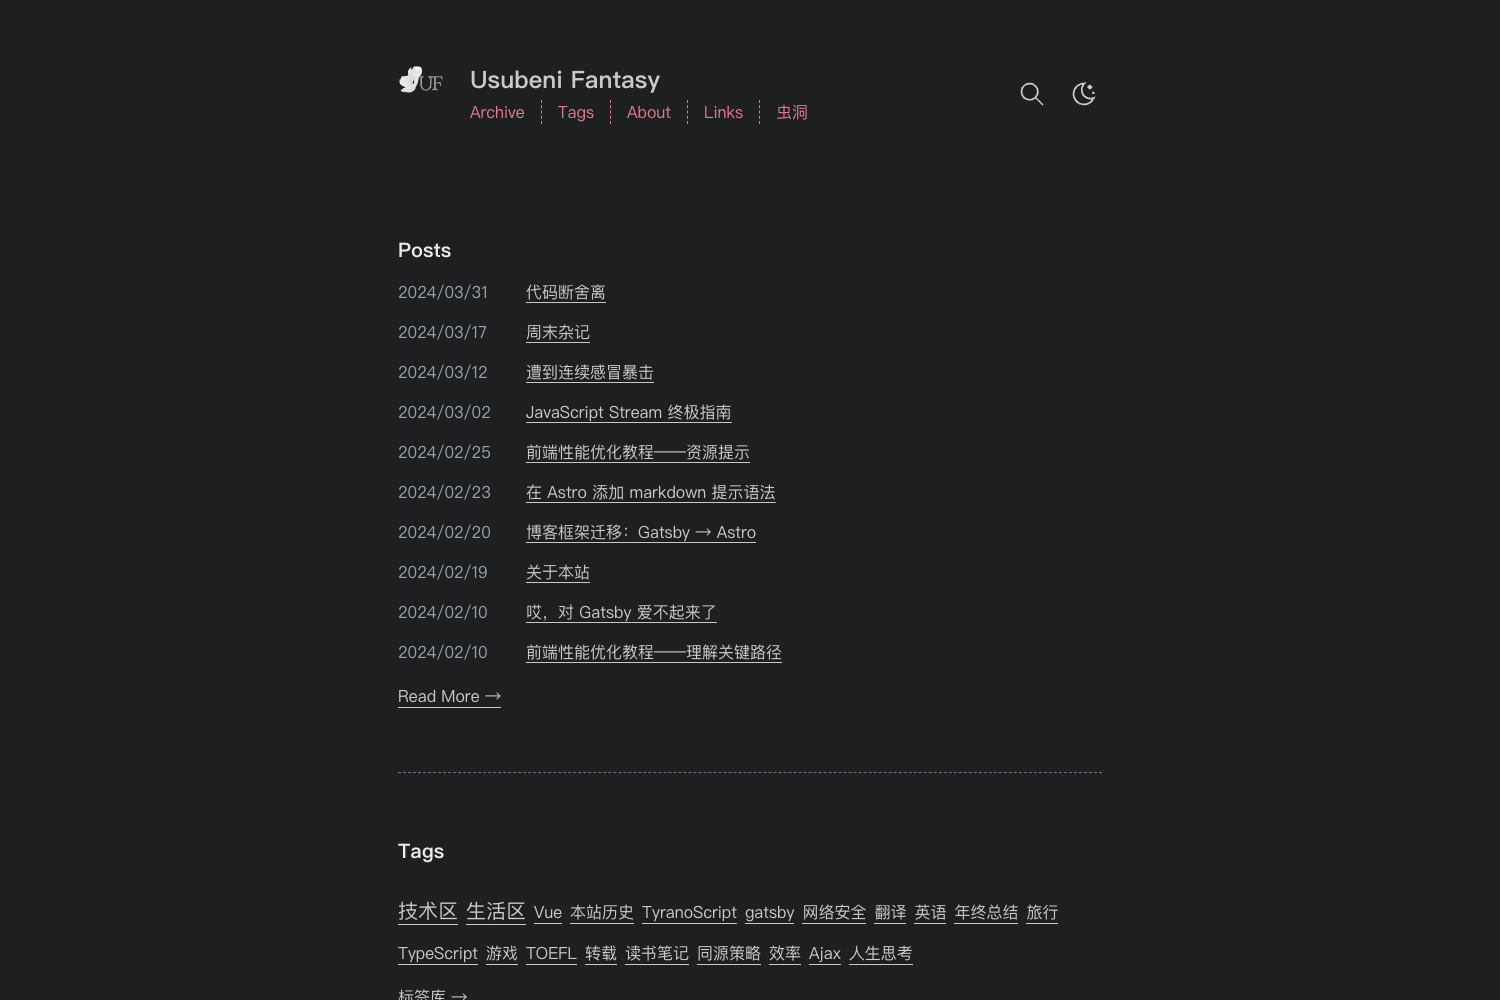 UF
Usubeni Fantasy
Archive Tags About Links 虫洞
Posts
2024/03/31 代码断舍离
2024/03/17 周末杂记
2024/03/12 遭到连续感冒暴击
2024/03/02 JavaScript Stream 终极指南
2024/02/25 前端性能优化教程——资源提示
2024/02/23 在 Astro 添加 markdown 提示语法
2024/02/20 博客框架迁移：Gatsby → Astro
2024/02/19 关于本站
2024/02/10 哎，对 Gatsby 爱不起来了
2024/02/10 前端性能优化教程——理解关键路径
Read More →
Tags
技术区 生活区 Vue 本站历史 TyranoScript gatsby 网络安全 翻译 英语 年终总结 旅行
TypeScript 游戏 TOEFL 转载 读书笔记 同源策略 效率 Ajax 人生思考
标签库 →